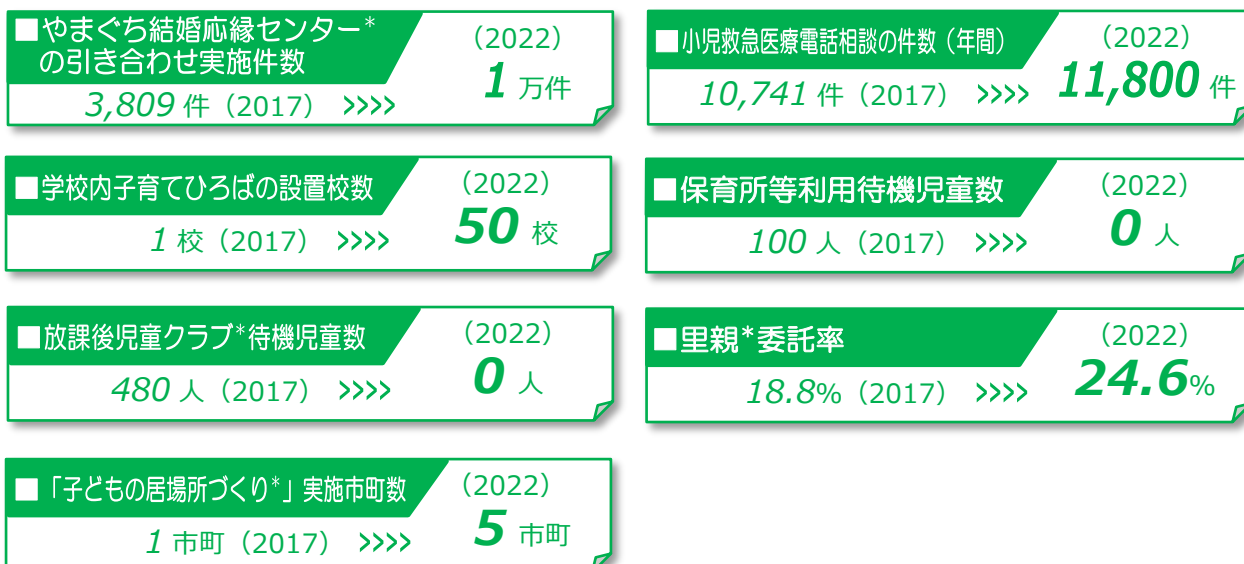 ■やまぐち結婚応縁センター*
の引き合わせ実施件数
3,809 件（2017） >>>>
（2022）
1 万件
■小児救急医療電話相談の件数（年間）
10,741 件（2017） >>>>
（2022）
11,800 件
■学校内子育てひろばの設置校数
1 校（2017） >>>>
（2022）
50 校
■保育所等利用待機児童数
100 人（2017） >>>>
（2022）
0 人
■放課後児童クラブ*待機児童数
480 人（2017） >>>>
（2022）
0 人
■里親*委託率
18.8%（2017） >>>>
（2022）
24.6%
■「子どもの居場所づくり*」実施市町数
1 市町（2017） >>>>
（2022）
5 市町